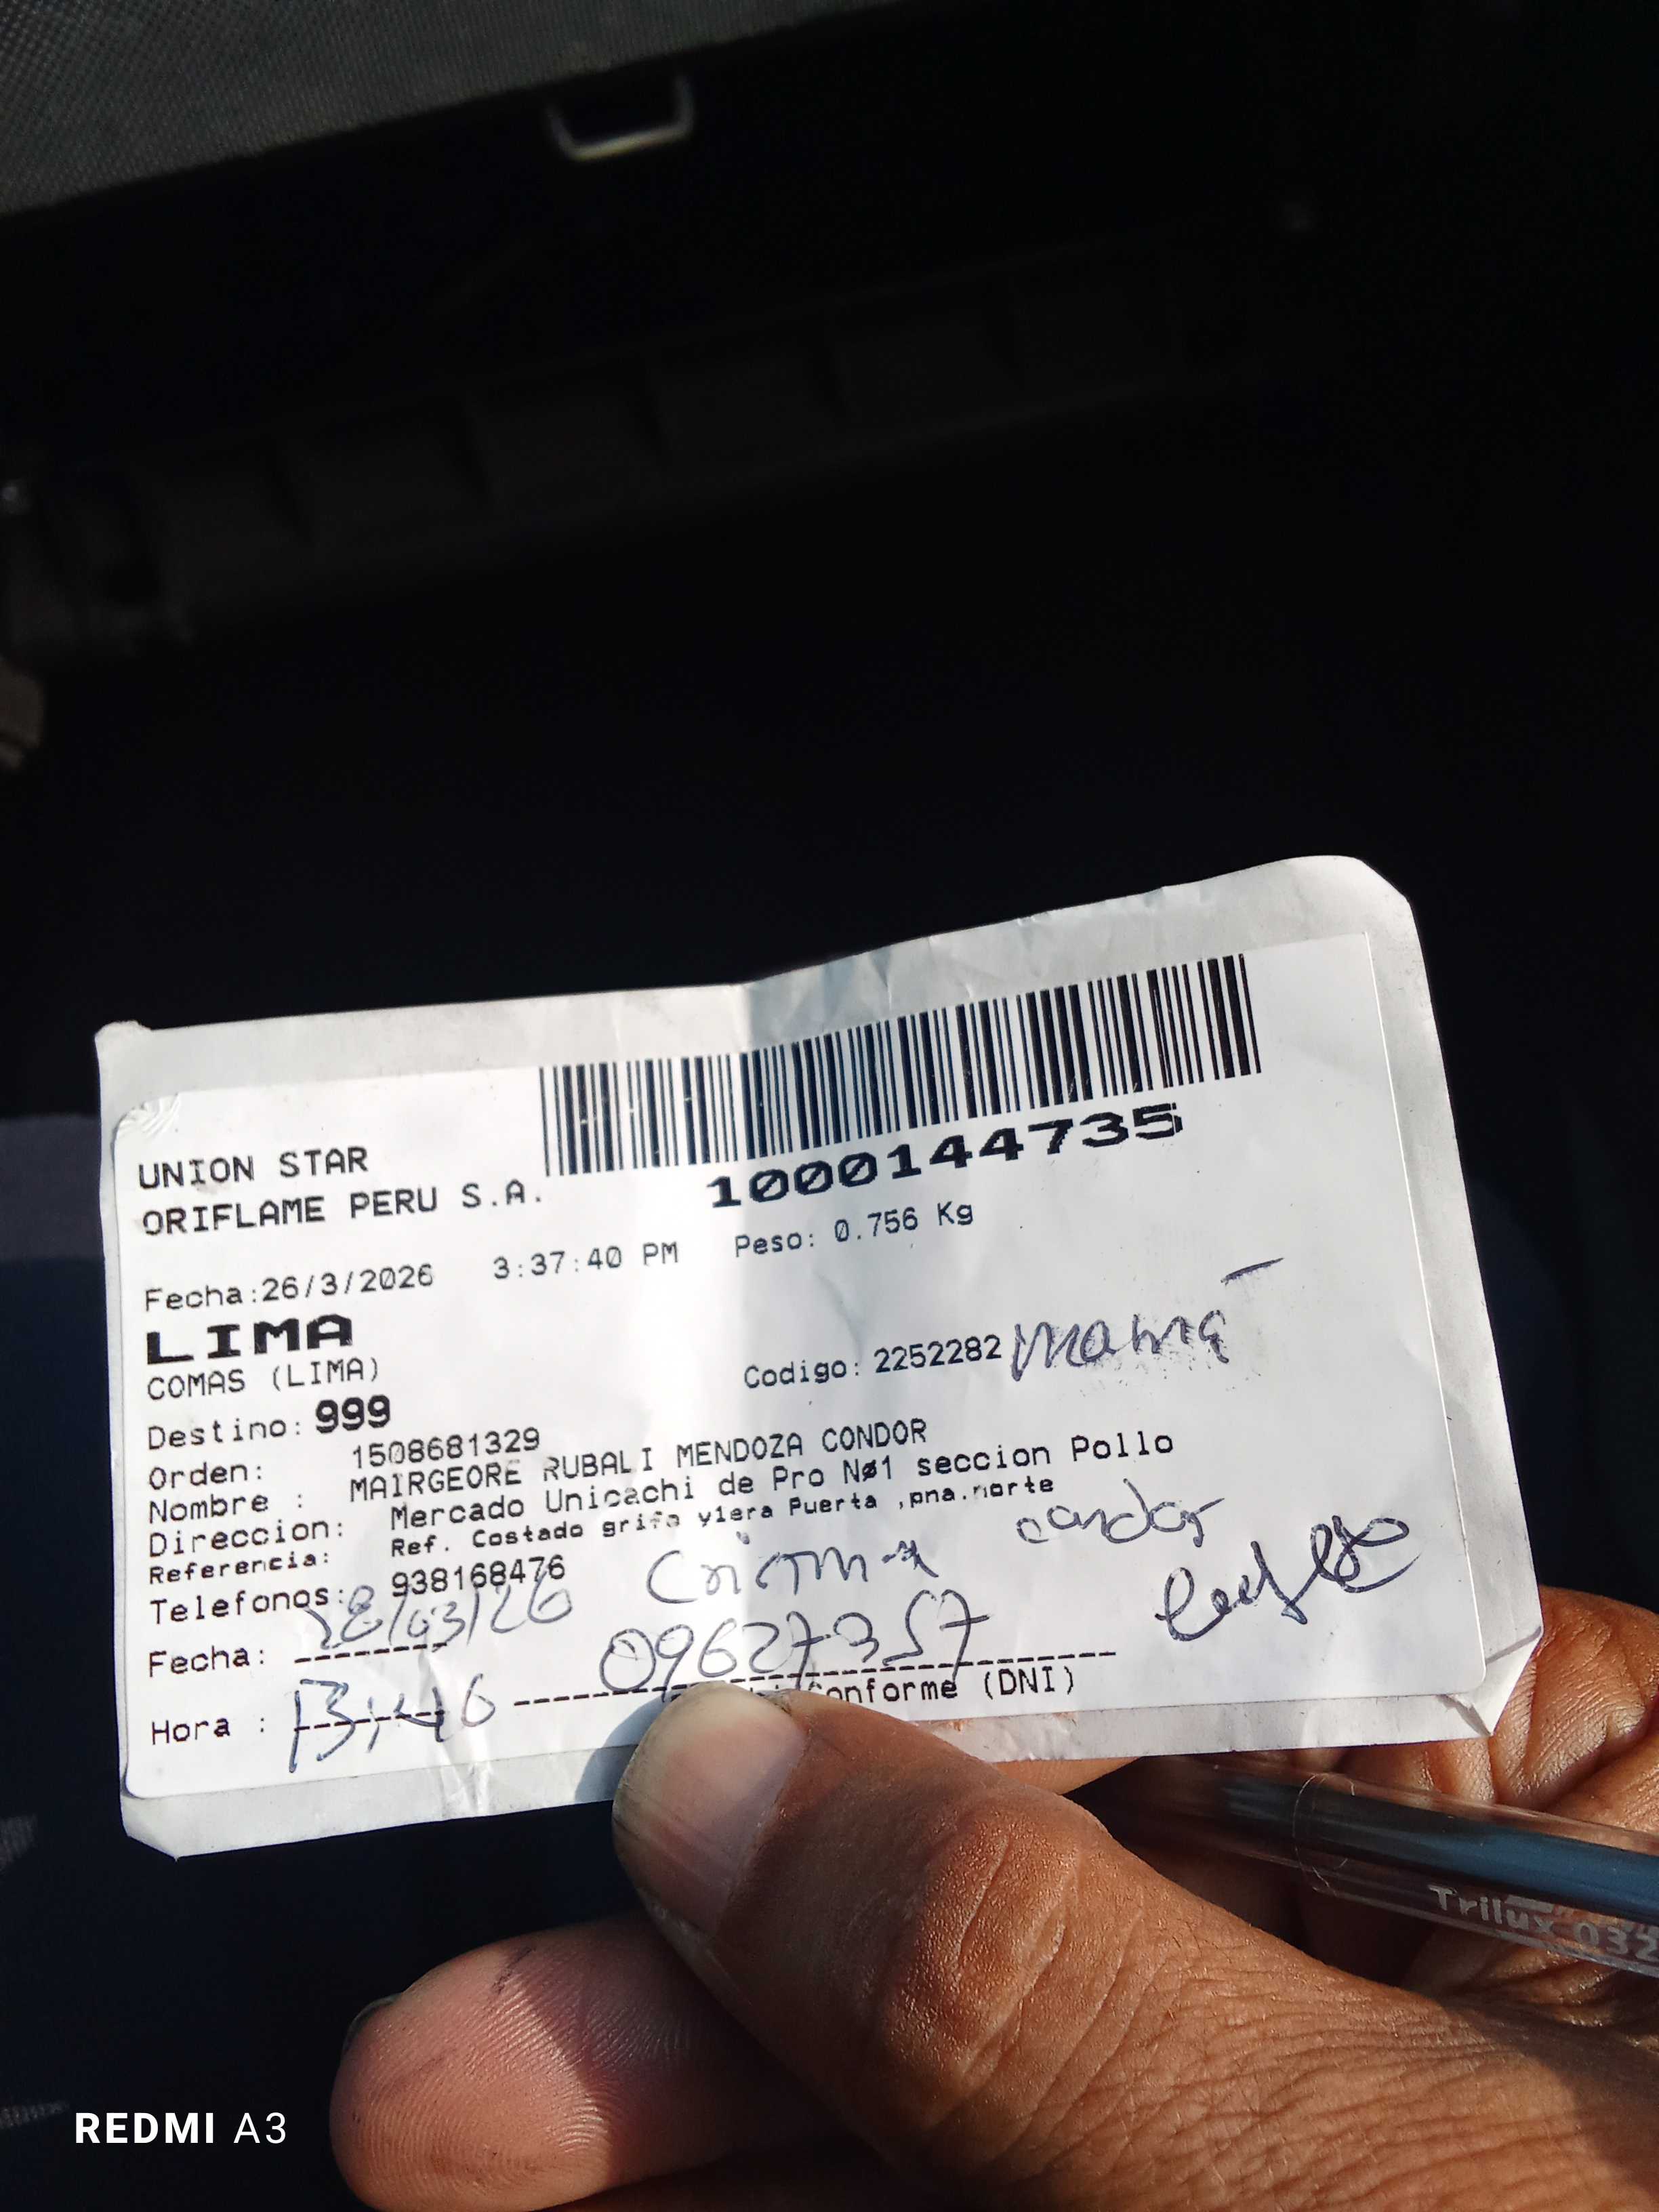 UNION STAR
ORIFLAME PERU S.A.
1000144735
Fecha:26/3/2026 3:37:40 PM Peso: 0.756 Kg
LIMA
COMAS (LIMA)
Codigo: 2252282 mamá
Destino: 999
Orden: 1508681329
Nombre : MAIRGEORE RUBALI MENDOZA CONDOR
Direccion: Mercado Unicachi de Pro Nø1 seccion Pollo
Referencia: Ref. Costado grifo y1era Puerta ,pna.norte
Telefonos: 938168476
condor
Fecha: 28/03/26
09627357
Hora : 13:40
Conforme (DNI)
Trilux 032
REDMI A3